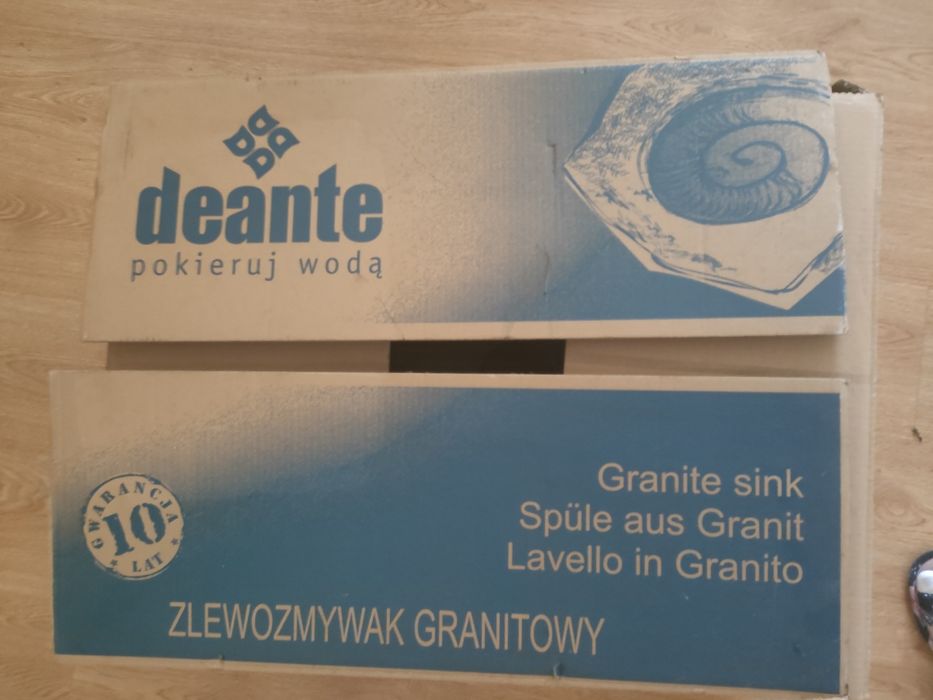 deante
pokieruj wodą
Granite sink
Spüle aus Granit
Lavello in Granito
GWARANCJA
10
LAT
ZLEWOZMYWAK GRANITOWY